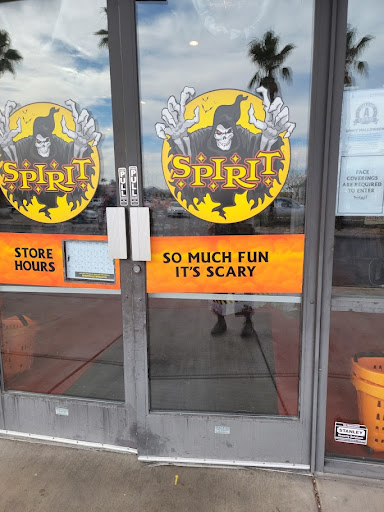 SPIRIT
SPIRIT
PULL
PULL
STORE
HOURS
SO MUCH FUN
IT'S SCARY
FACE
COVERINGS
ARE REQUIRED
TO ENTER
STANLEY